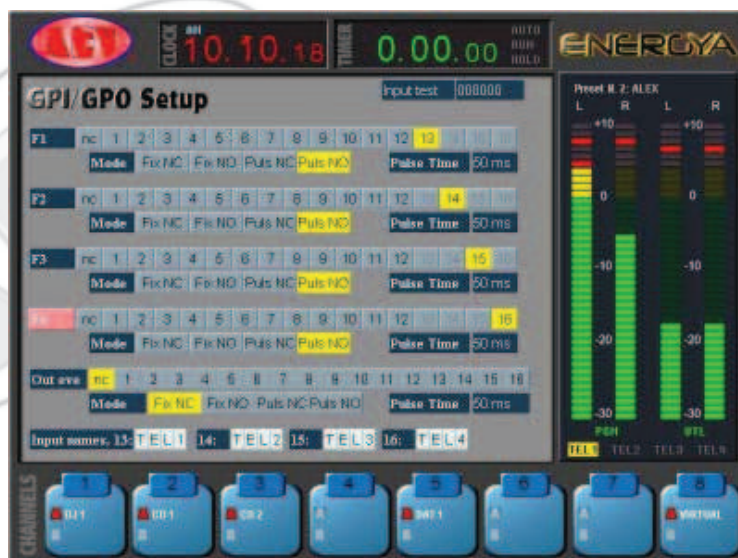 AEV
CLOCK
AM
10.10.18
TIMER
0.00.00
AUTO
RUN
HOLD
ENERGYA
GPI/GPO Setup
Input test 000000
F1 nc 1 2 3 4 5 6 7 8 9 10 11 12 13
Mode Fix NC Fix NO Puls NC Puls NO Pulse Time 50 ms
F2 nc 1 2 3 4 5 6 7 8 9 10 11 12 13 14
Mode Fix NC Fix NO Puls NC Puls NO Pulse Time 50 ms
F3 nc 1 2 3 4 5 6 7 8 9 10 11 12 13 14 15
Mode Fix NC Fix NO Puls NC Puls NO Pulse Time 50 ms
nc 1 2 3 4 5 6 7 8 9 10 11 12 16
Mode Fix NC Fix NO Puls NC Puls NO Pulse Time 50 ms
Out eve nc 1 2 3 4 5 6 7 8 9 10 11 12 13 14 15 16
Mode Fix NC Fix NO Puls NC Puls NO Pulse Time 50 ms
Input names. 13: TEL1 14: TEL2 15: TEL3 16: TEL4
Preset N. 2: ALEX
L R L R
+10 +10
0 0
-10 -10
-20 -20
-30 -30
PGM UTL
TEL1 TEL2 TEL3 TEL4
CHANNELS
1 2 3 4 5 6 7 8
A DJ 1 A CD 1 A CD 2 A A DAT 1 A A A VIRTUAL
B B B B B B B B